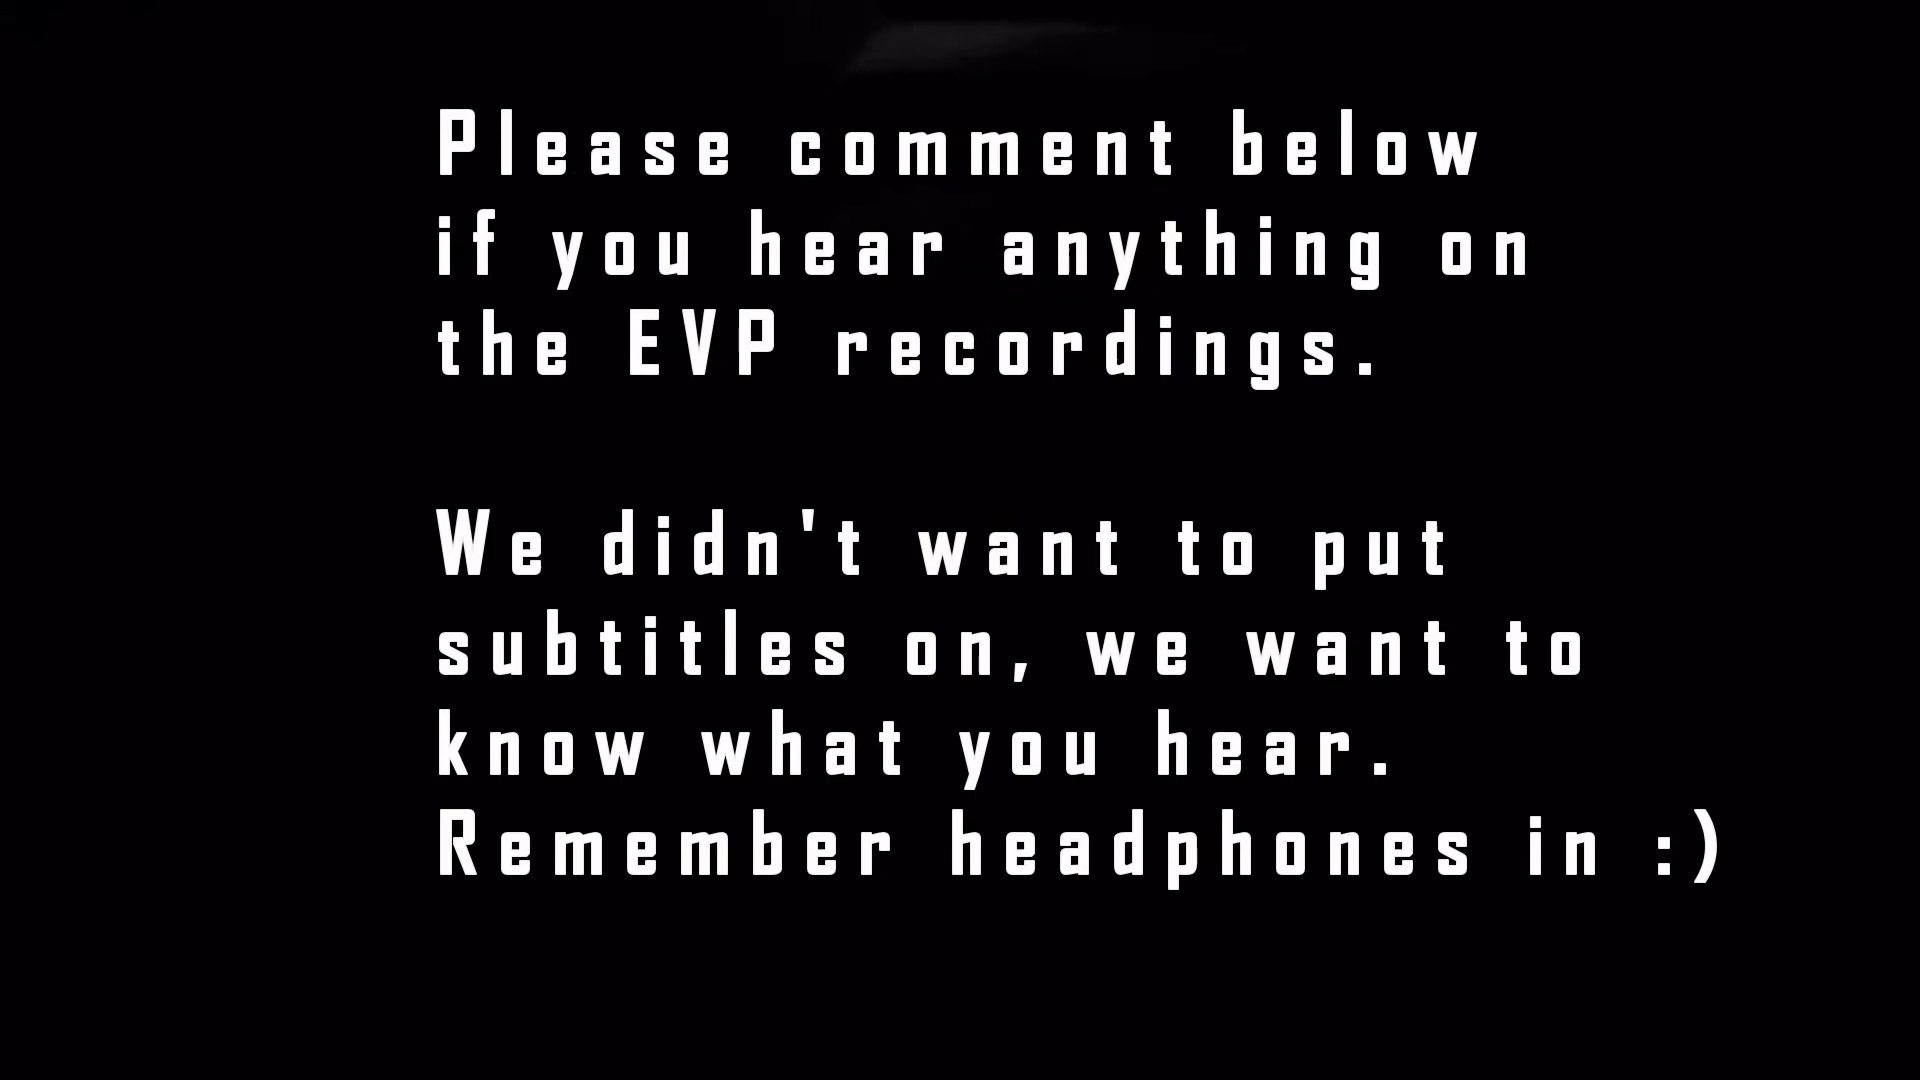 Please comment below
if you hear anything on
the EVP recordings.
We didn't want to put
subtitles on, we want to
know what you hear.
Remember headphones in :)